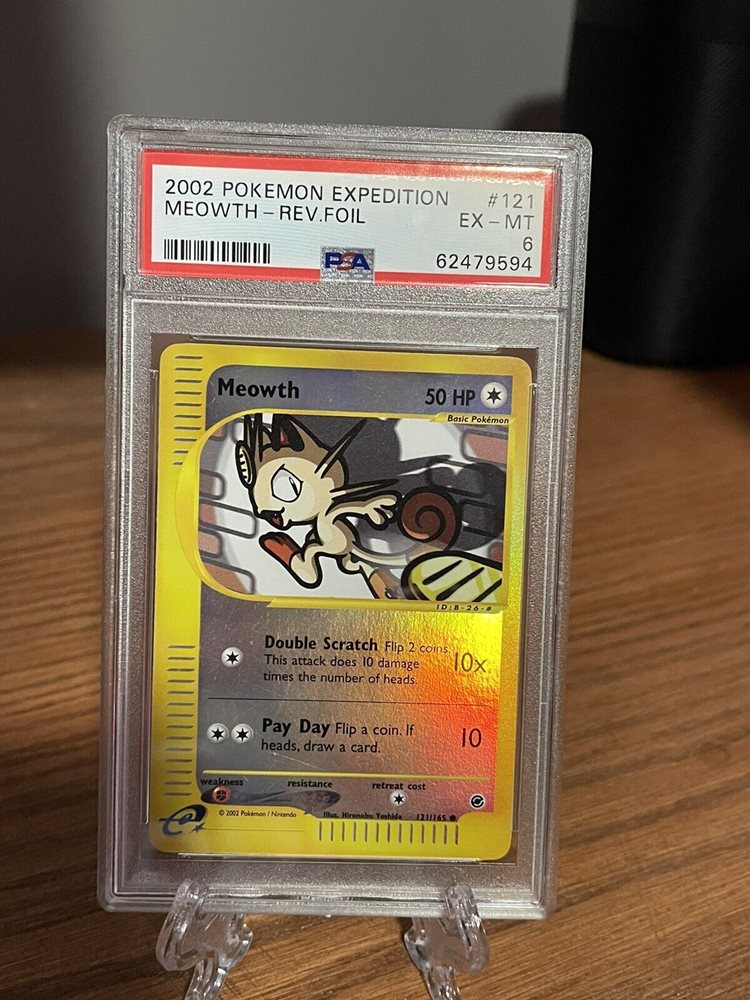 2002 POKEMON EXPEDITION #121
MEOWTH - REV.FOIL EX - MT
6
PSA 62479594
Meowth 50 HP
Basic Pokémon
ID:B-26-#
Double Scratch Flip 2 coins.
This attack does 10 damage
times the number of heads.
10x
Pay Day Flip a coin. If
heads, draw a card.
10
weakness resistance retreat cost
© 2002 Pokémon / Nintendo Illus. Hironobu Yoshida 121/165